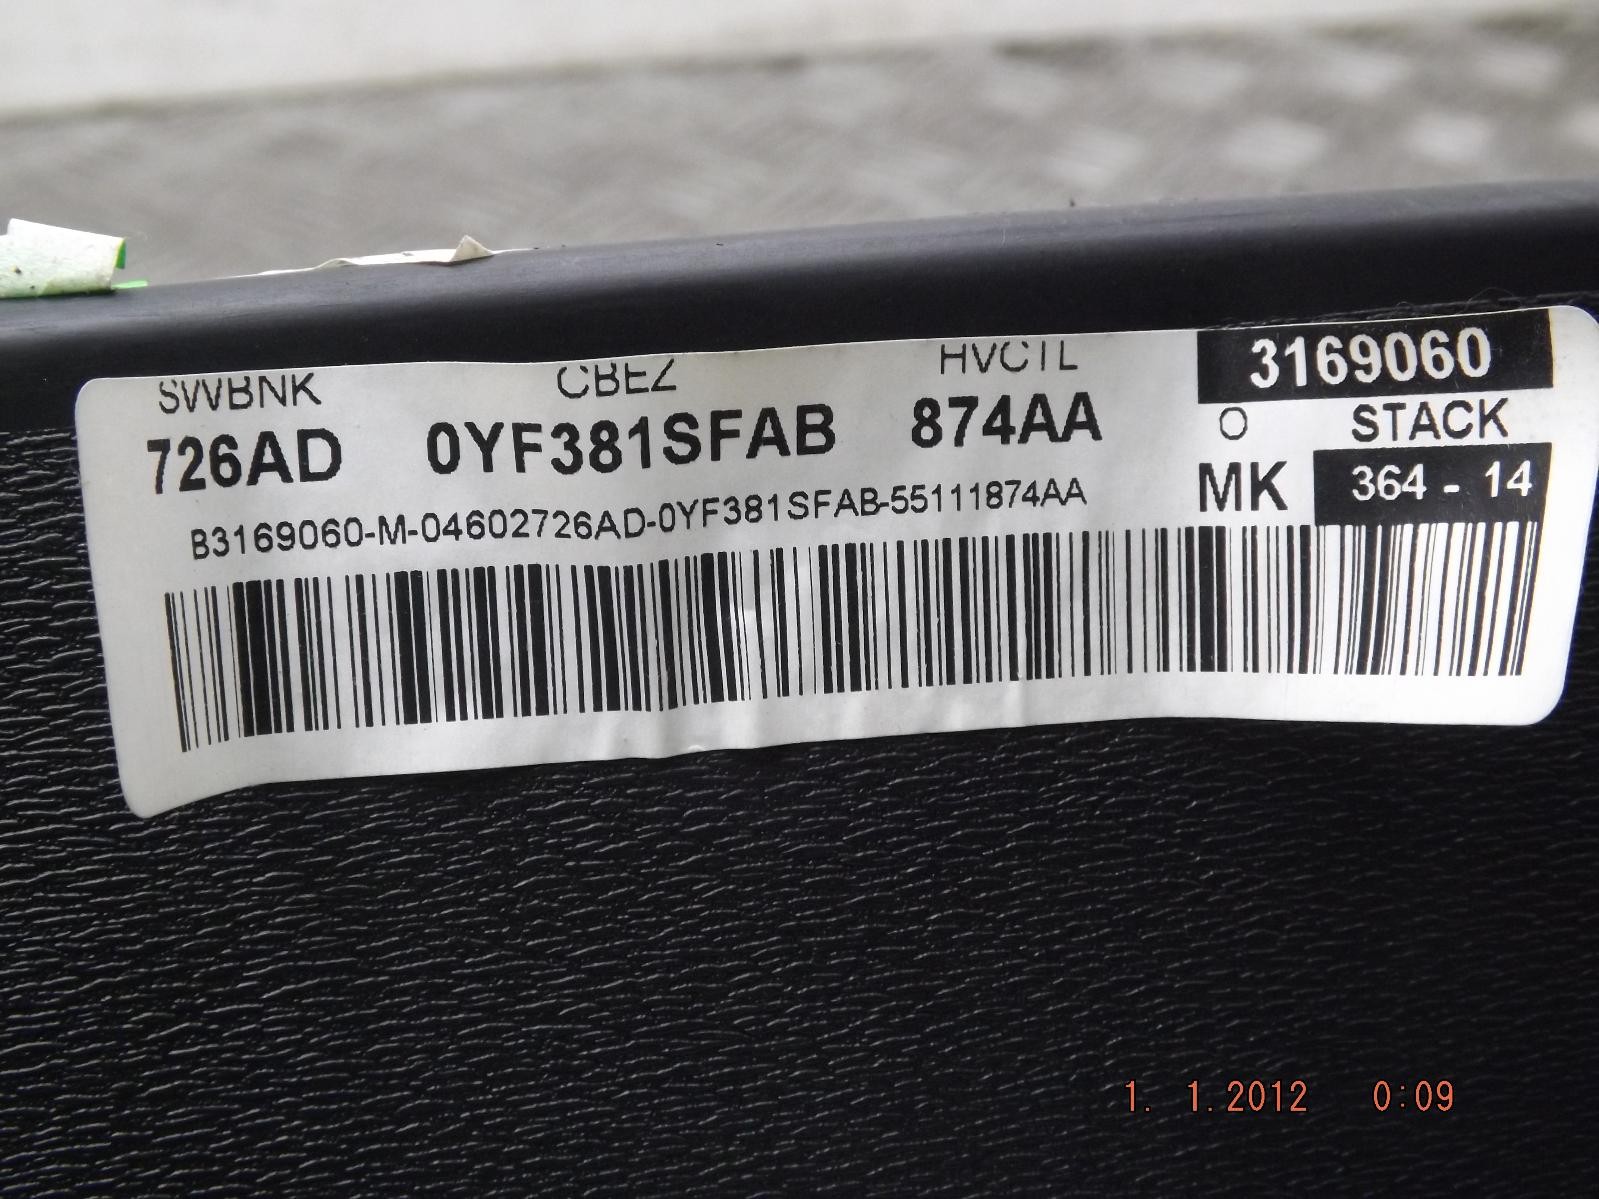 SWBNK CBEZ HVCTL 3169060
726AD 0YF381SFAB 874AA O STACK
MK 364 - 14
B3169060-M-04602726AD-0YF381SFAB-55111874AA
1. 1.2012 0:09